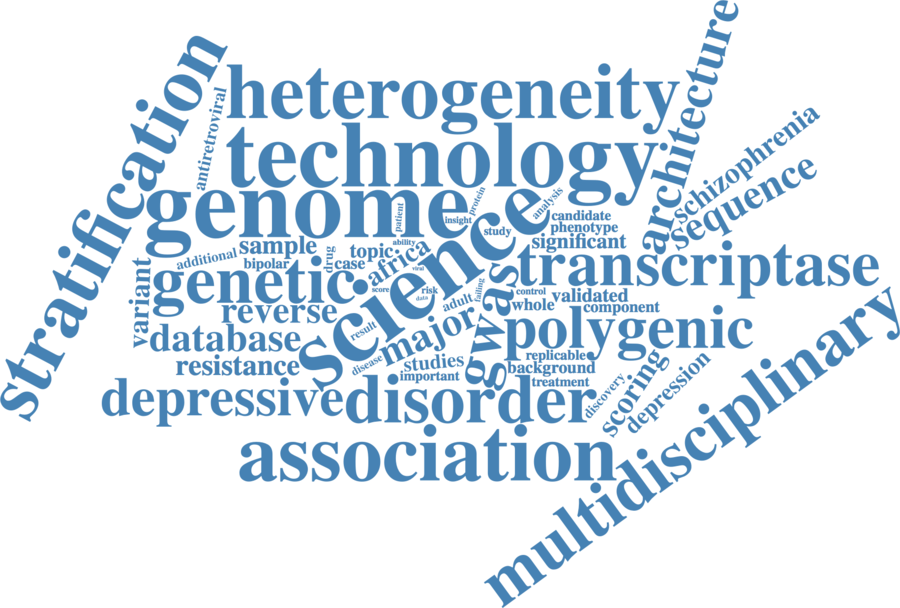 stratification
antiretroviral
heterogeneity
technology
genome
architecture
schizophrenia
sequence
science
patient
insight
protein
study
analysis
candidate
phenotype
significant
additional
sample
bipolar
drug
topic
case
ability
africa
viral
variant
genetic
score
risk
data
reverse
adult
failing
gwas
control
transcriptase
whole
validated
component
database
result
major
polygenic
resistance
disease
studies
important
replicable
background
treatment
depressive
disorder
discovery
scoring
depression
association
multidisciplinary